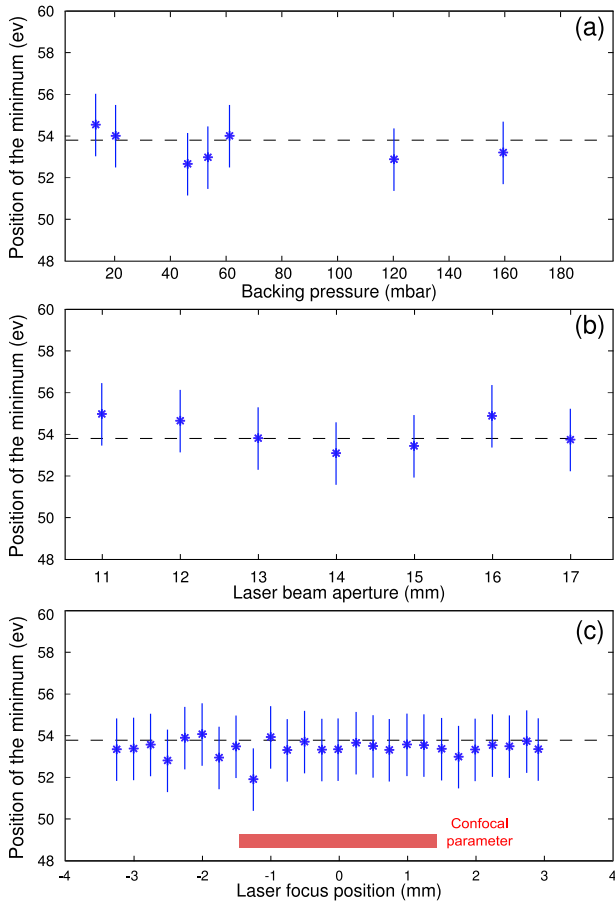 60
58
56
54
52
50
48
Position of the minimum (ev)
(a)
20 40 60 80 100 120 140 160 180
Backing pressure (mbar)
60
58
56
54
52
50
48
Position of the minimum (ev)
(b)
11 12 13 14 15 16 17
Laser beam aperture (mm)
60
58
56
54
52
50
48
Position of the minimum (ev)
(c)
Confocal
parameter
-4 -3 -2 -1 0 1 2 3 4
Laser focus position (mm)